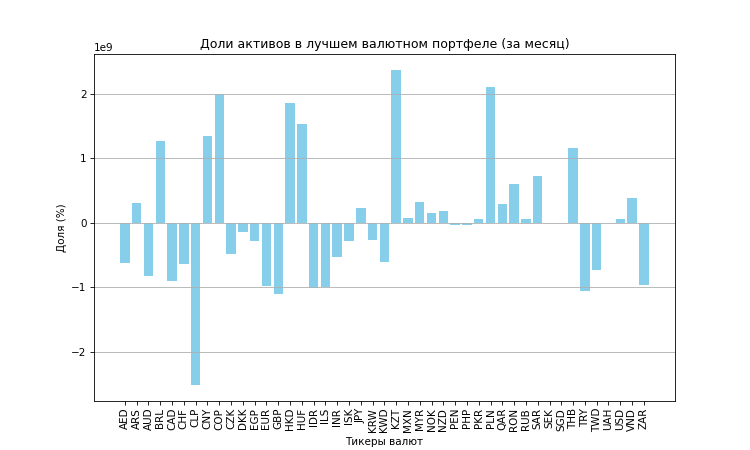 Доли активов в лучшем валютном портфеле (за месяц)
1e9
2
1
0
−1
−2
Доля (%)
AED ARS AUD BRL CAD CHF CLP CNY COP CZK DKK EGP EUR GBP HKD HUF IDR ILS INR ISK JPY KRW KWD KZT MXN MYR NOK NZD PEN PHP PKR PLN QAR RON RUB SAR SEK SGD THB TRY TWD UAH USD VND ZAR
Тикеры валют